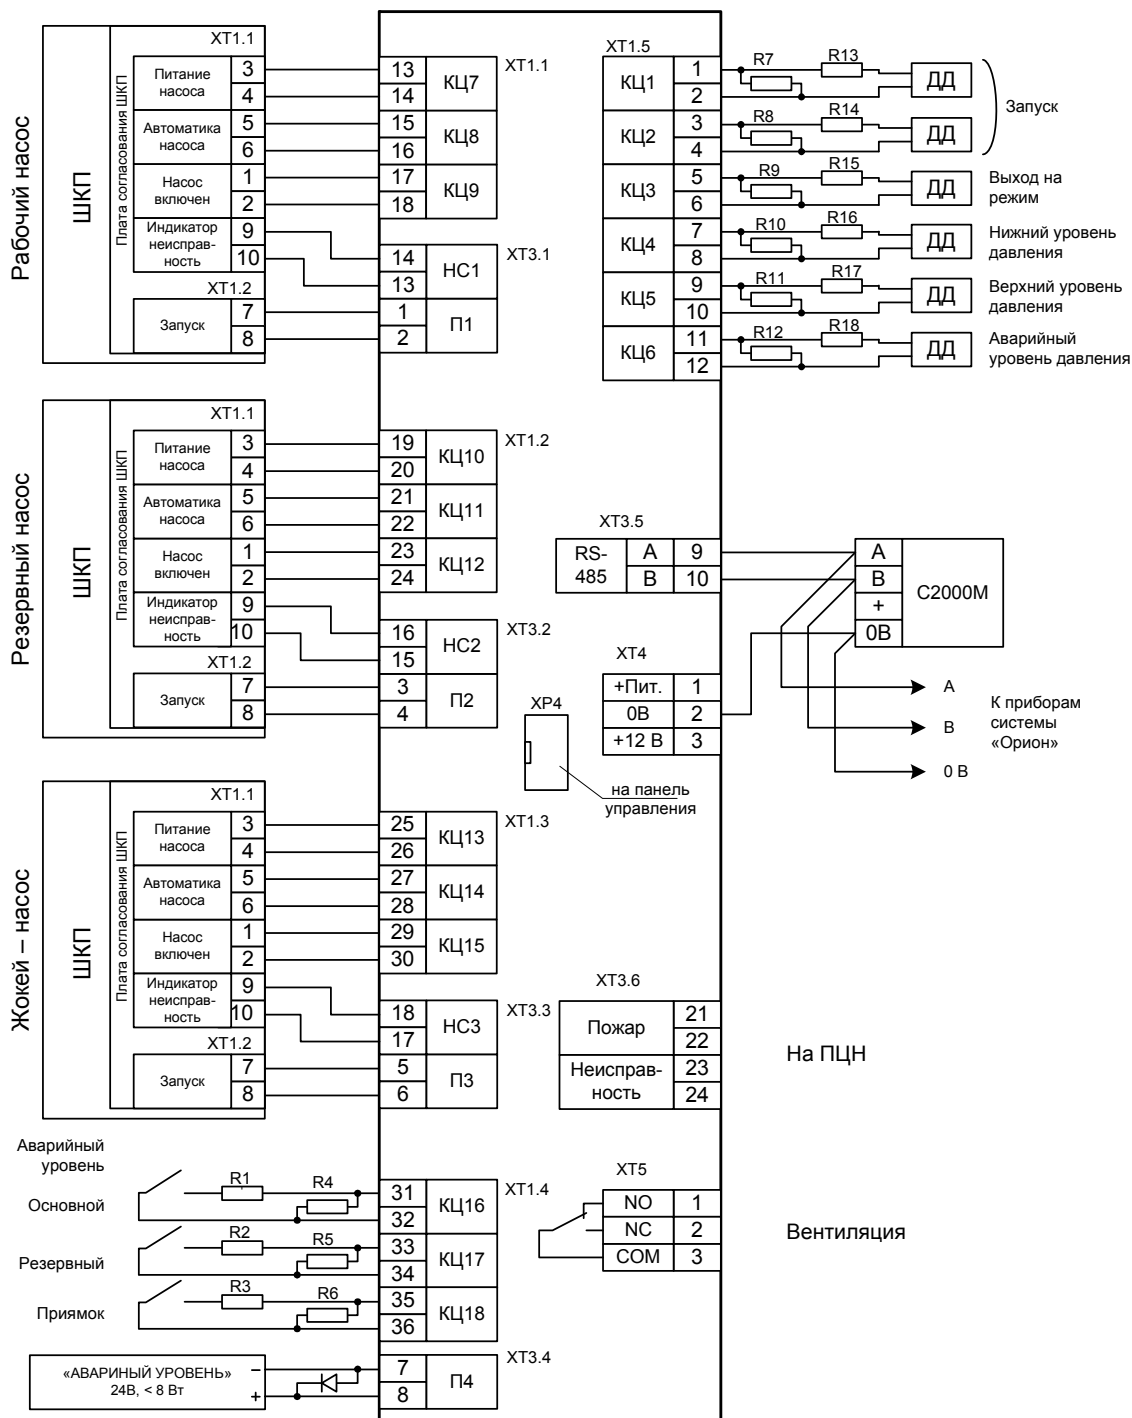 Рабочий насос
ШКП
Плата согласования ШКП
XT1.1
Питание
насоса
3
4
Автоматика
насоса
5
6
Насос
включен
1
2
Индикатор
неисправ-
ность
9
10
XT1.2
Запуск
7
8
13
14
КЦ7
XT1.1
15
16
КЦ8
17
18
КЦ9
14
13
НС1
XT3.1
1
2
П1
Резервный насос
ШКП
Плата согласования ШКП
XT1.1
Питание
насоса
3
4
Автоматика
насоса
5
6
Насос
включен
1
2
Индикатор
неисправ-
ность
9
10
XT1.2
Запуск
7
8
19
20
КЦ10
XT1.2
21
22
КЦ11
23
24
КЦ12
16
15
НС2
XT3.2
3
4
П2
Жокей – насос
ШКП
Плата согласования ШКП
XT1.1
Питание
насоса
3
4
Автоматика
насоса
5
6
Насос
включен
1
2
Индикатор
неисправ-
ность
9
10
XT1.2
Запуск
7
8
25
26
КЦ13
XT1.3
27
28
КЦ14
29
30
КЦ15
18
17
НС3
XT3.3
5
6
П3
Аварийный
уровень
Основной
R1
R4
31
32
КЦ16
XT1.4
Резервный
R2
R5
33
34
КЦ17
Приямок
R3
R6
35
36
КЦ18
«АВАРИНЫЙ УРОВЕНЬ»
24В, < 8 Вт
–
+
7
8
П4
XT3.4
XT1.5
КЦ1
1
2
R7
R13
ДД
Запуск
КЦ2
3
4
R8
R14
ДД
КЦ3
5
6
R9
R15
ДД
Выход на
режим
КЦ4
7
8
R10
R16
ДД
Нижний уровень
давления
КЦ5
9
10
R11
R17
ДД
Верхний уровень
давления
КЦ6
11
12
R12
R18
ДД
Аварийный
уровень давления
XT3.5
RS-
485
A
9
B
10
A
B
+
0В
С2000М
XT4
+Пит.
1
0В
2
+12 В
3
XP4
на панель
управления
А
В
0 В
К приборам
системы
«Орион»
XT3.6
Пожар
21
22
Неисправ-
ность
23
24
На ПЦН
XT5
NO
1
NC
2
COM
3
Вентиляция